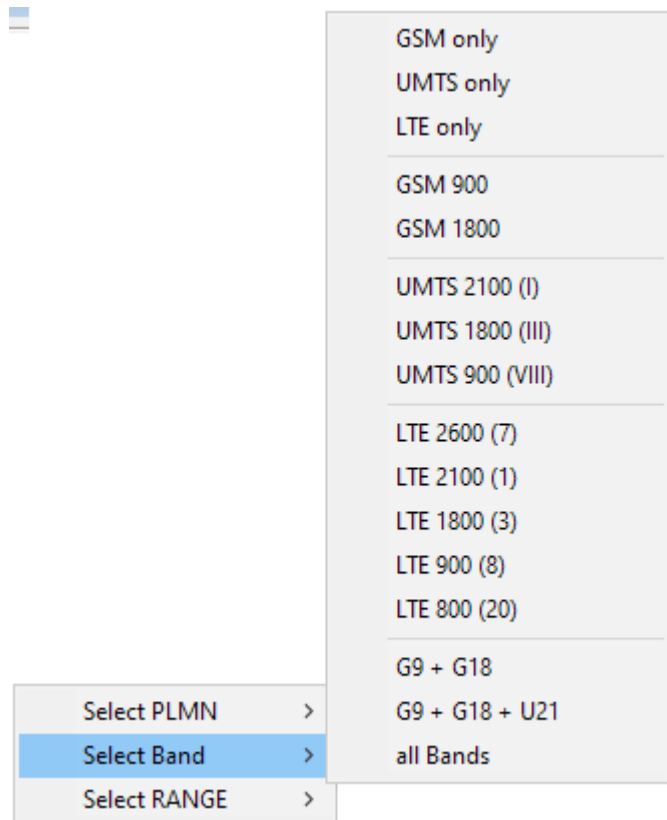 GSM only
UMTS only
LTE only
GSM 900
GSM 1800
UMTS 2100 (I)
UMTS 1800 (III)
UMTS 900 (VIII)
LTE 2600 (7)
LTE 2100 (1)
LTE 1800 (3)
LTE 900 (8)
LTE 800 (20)
G9 + G18
G9 + G18 + U21
all Bands
Select PLMN
Select Band
Select RANGE